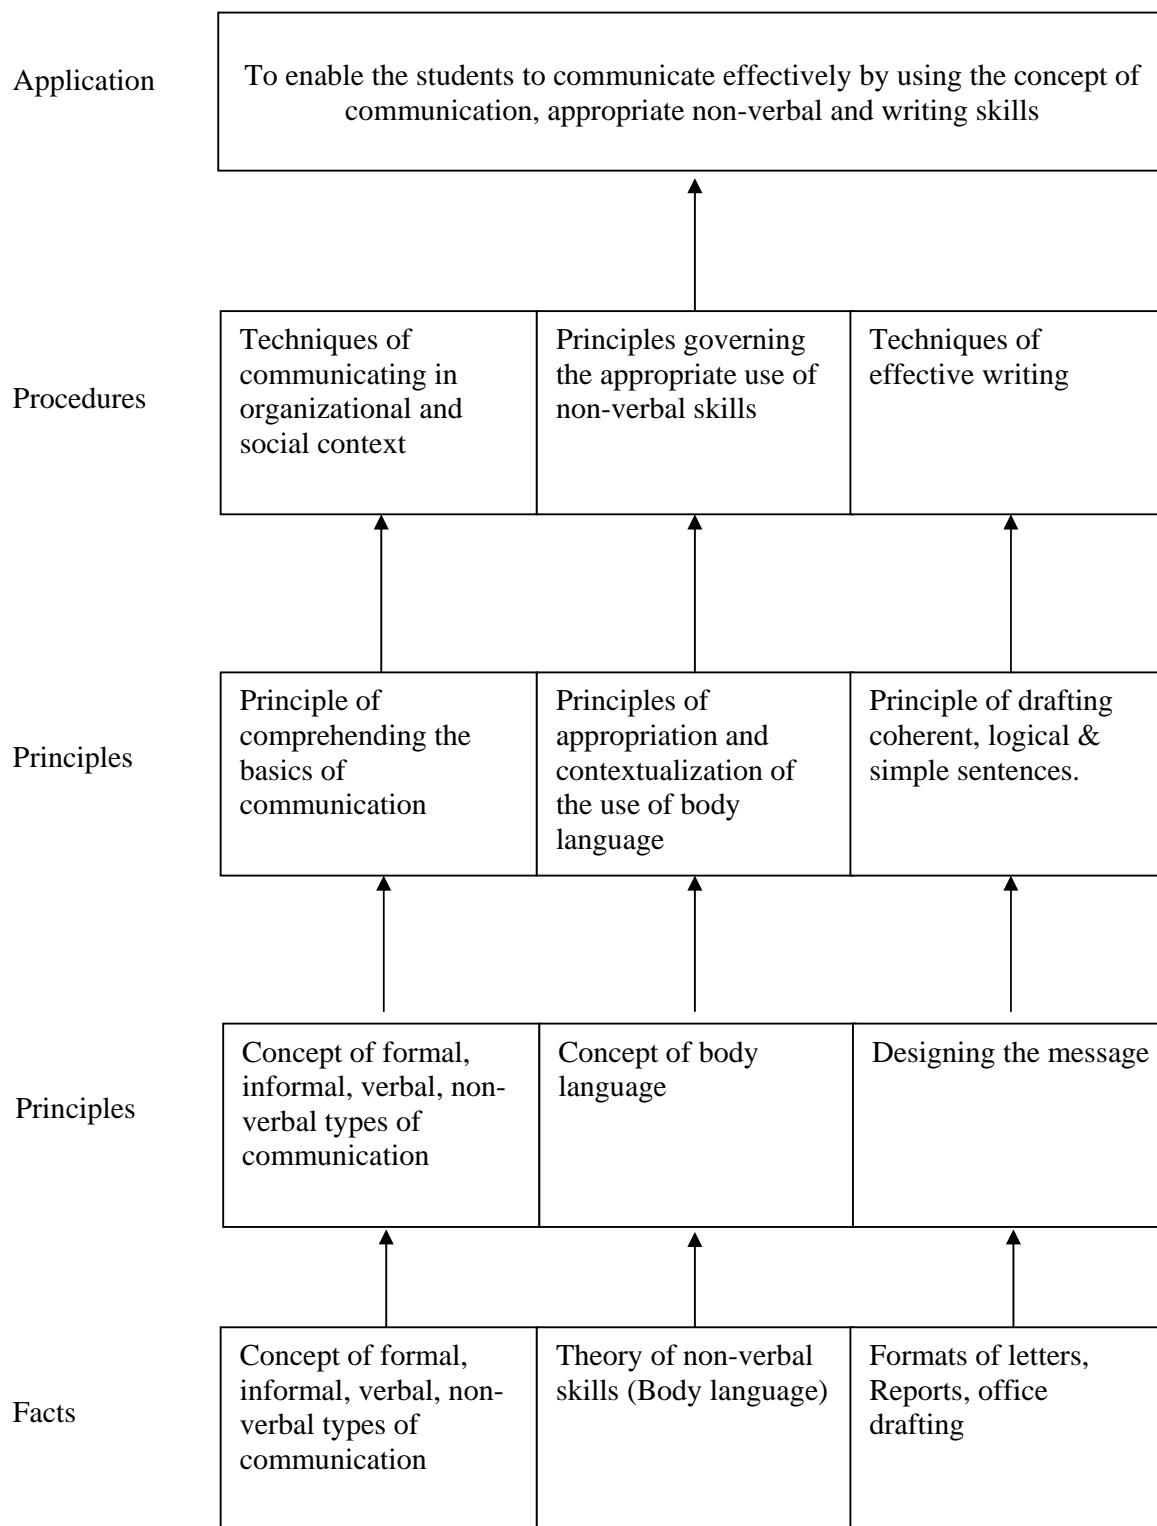 Application
To enable the students to communicate effectively by using the concept of
communication, appropriate non-verbal and writing skills
Procedures
Techniques of
communicating in
organizational and
social context
Principles governing
the appropriate use of
non-verbal skills
Techniques of
effective writing
Principles
Principle of
comprehending the
basics of
communication
Principles of
appropriation and
contextualization of
the use of body
language
Principle of drafting
coherent, logical &
simple sentences.
Principles
Concept of formal,
informal, verbal, non-
verbal types of
communication
Concept of body
language
Designing the message
Facts
Concept of formal,
informal, verbal, non-
verbal types of
communication
Theory of non-verbal
skills (Body language)
Formats of letters,
Reports, office
drafting